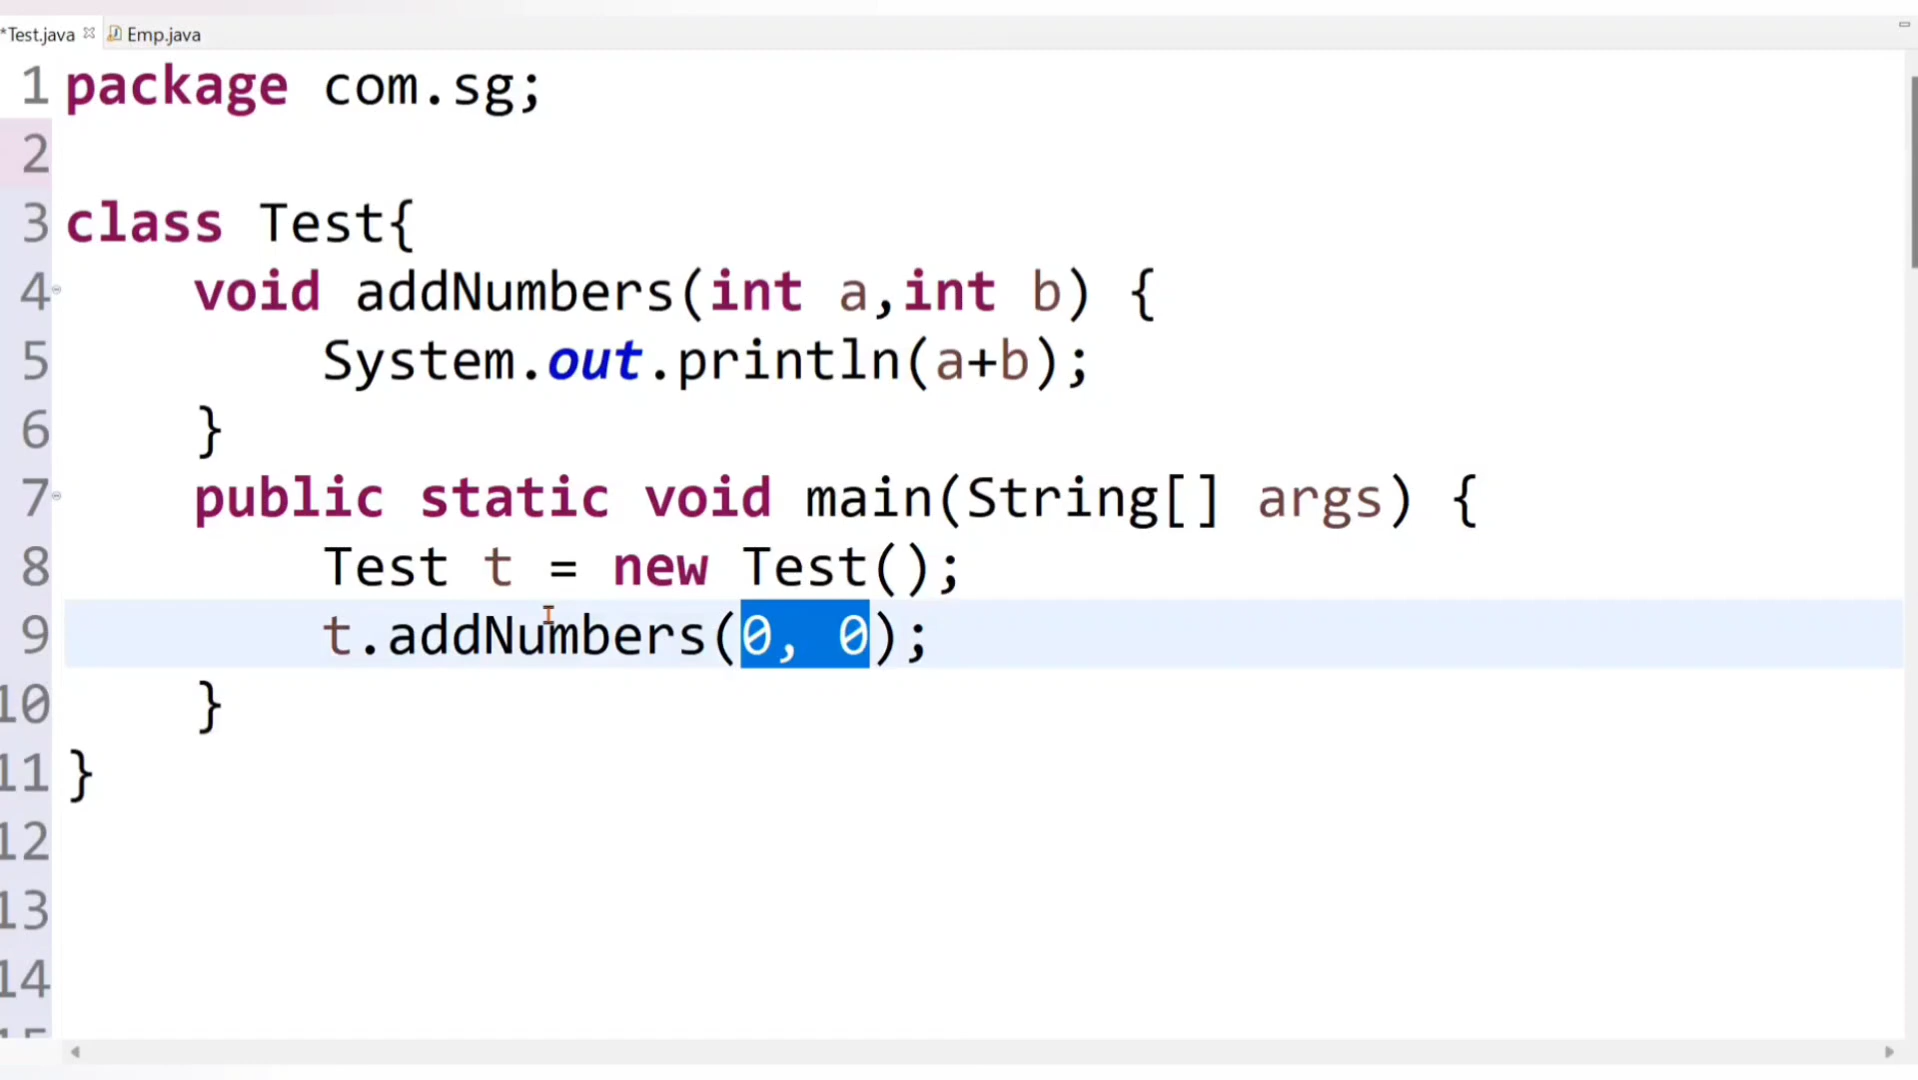 *Test.java Emp.java
1 package com.sg;
2
3 class Test{
4 void addNumbers(int a,int b) {
5 System.out.println(a+b);
6 }
7 public static void main(String[] args) {
8 Test t = new Test();
9 t.addNumbers(0, 0);
10 }
11 }
12
13
14